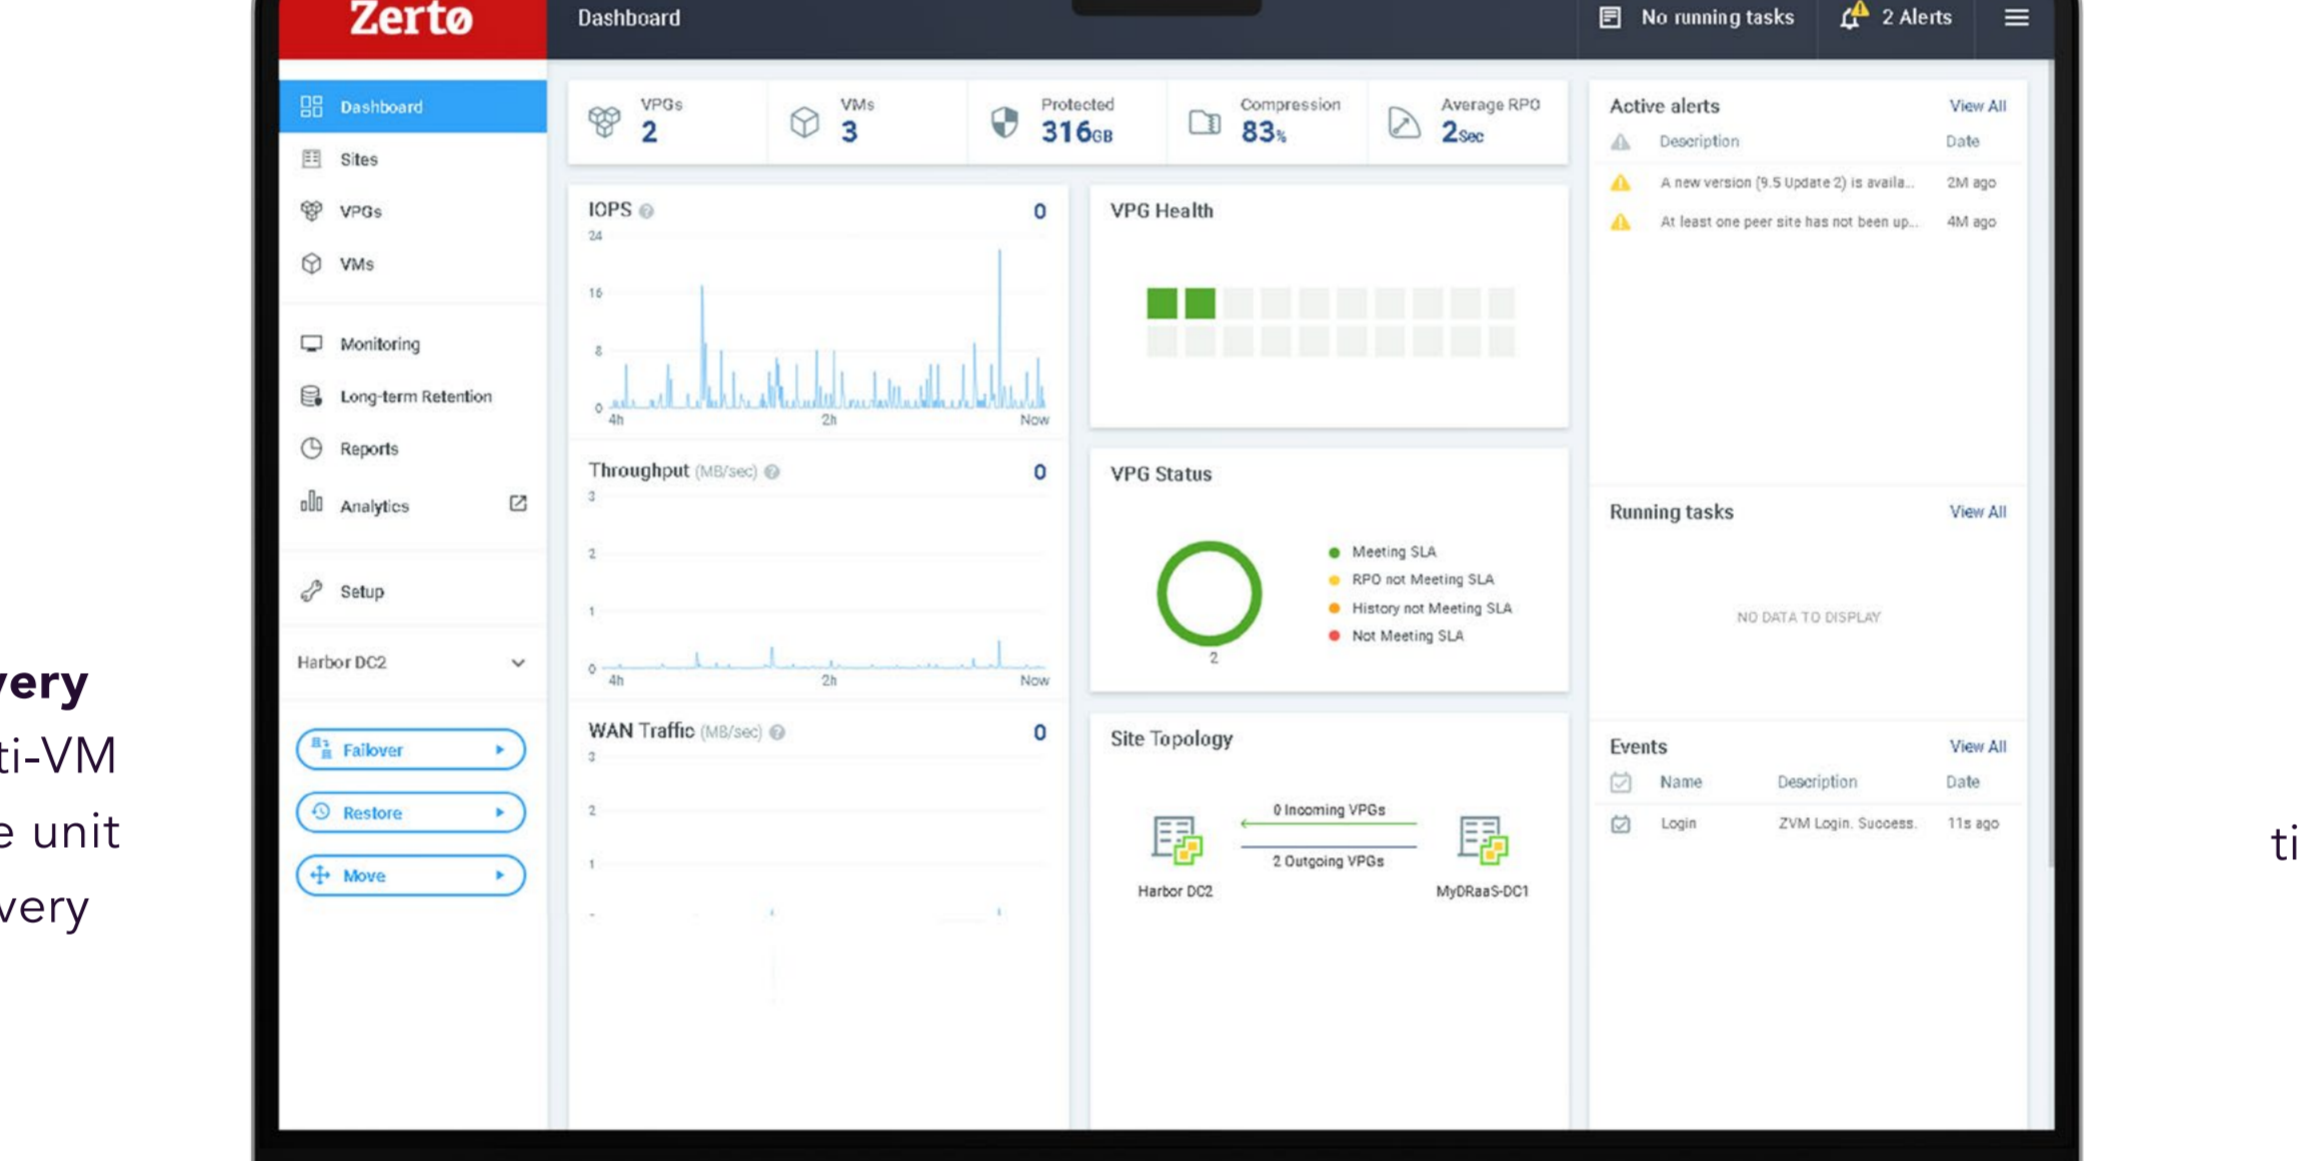 Zerto
Dashboard
No running tasks
2 Alerts
Dashboard
Sites
VPGs
VMs
Monitoring
Long-term Retention
Reports
Analytics
Setup
Harbor DC2
Failover
Restore
Move
VPGs
2
VMs
3
Protected
316GB
Compression
83%
Average RPO
2Sec
IOPS
0
24
16
8
0
4h 2h Now
Throughput (MB/sec)
0
3
2
1
0
4h 2h Now
WAN Traffic (MB/sec)
0
3
2
1
VPG Health
VPG Status
Meeting SLA
RPO not Meeting SLA
History not Meeting SLA
Not Meeting SLA
2
Site Topology
0 Incoming VPGs
2 Outgoing VPGs
Harbor DC2
MyDRaaS-DC1
Active alerts View All
Description Date
A new version (9.5 Update 2) is availa... 2M ago
At least one peer site has not been up... 4M ago
Running tasks View All
NO DATA TO DISPLAY
Events View All
Name Description Date
Login ZVM Login. Success. 11s ago
very
ti-VM
e unit
very
ti